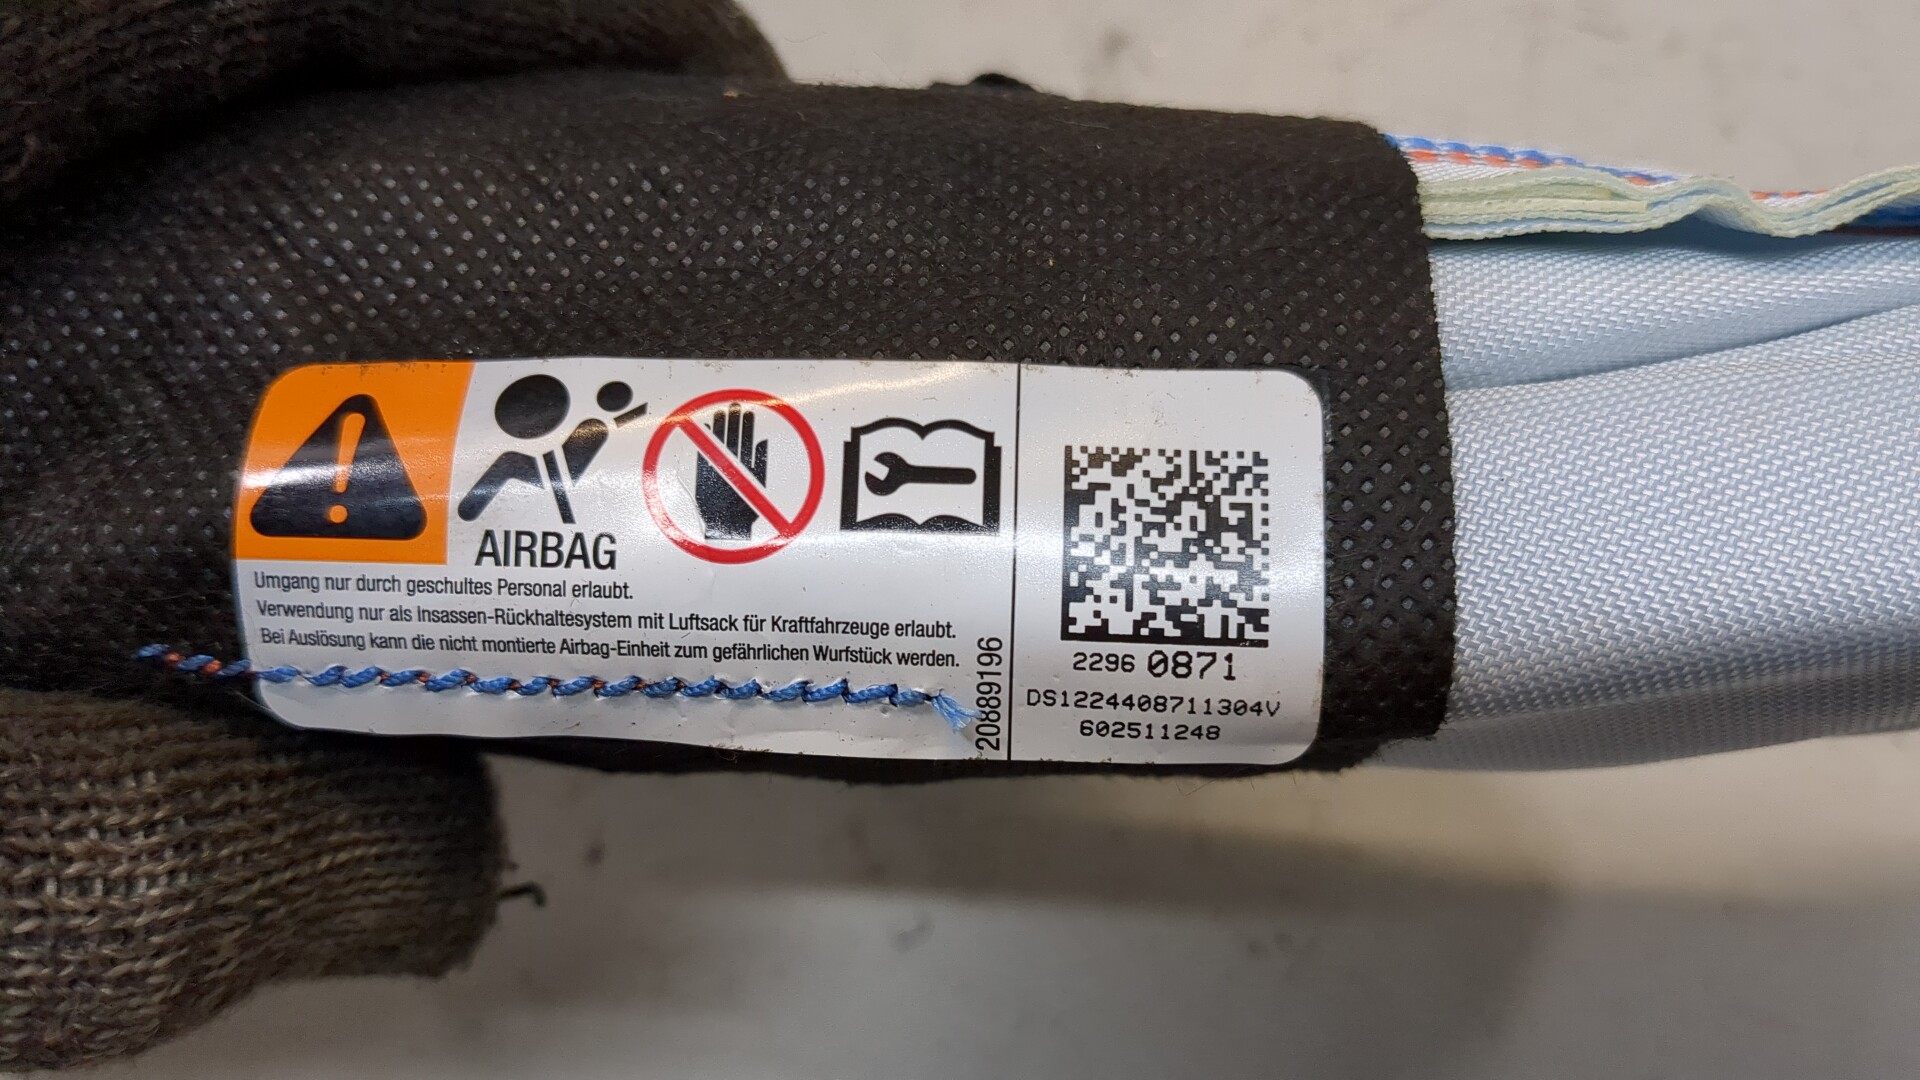 AIRBAG
Umgang nur durch geschultes Personal erlaubt.
Verwendung nur als Insassen-Rückhaltesystem mit Luftsack für Kraftfahrzeuge erlaubt.
Bei Auslösung kann die nicht montierte Airbag-Einheit zum gefährlichen Wurfstück werden.
20889196
2296 0871
DS1224408711304V
602511248